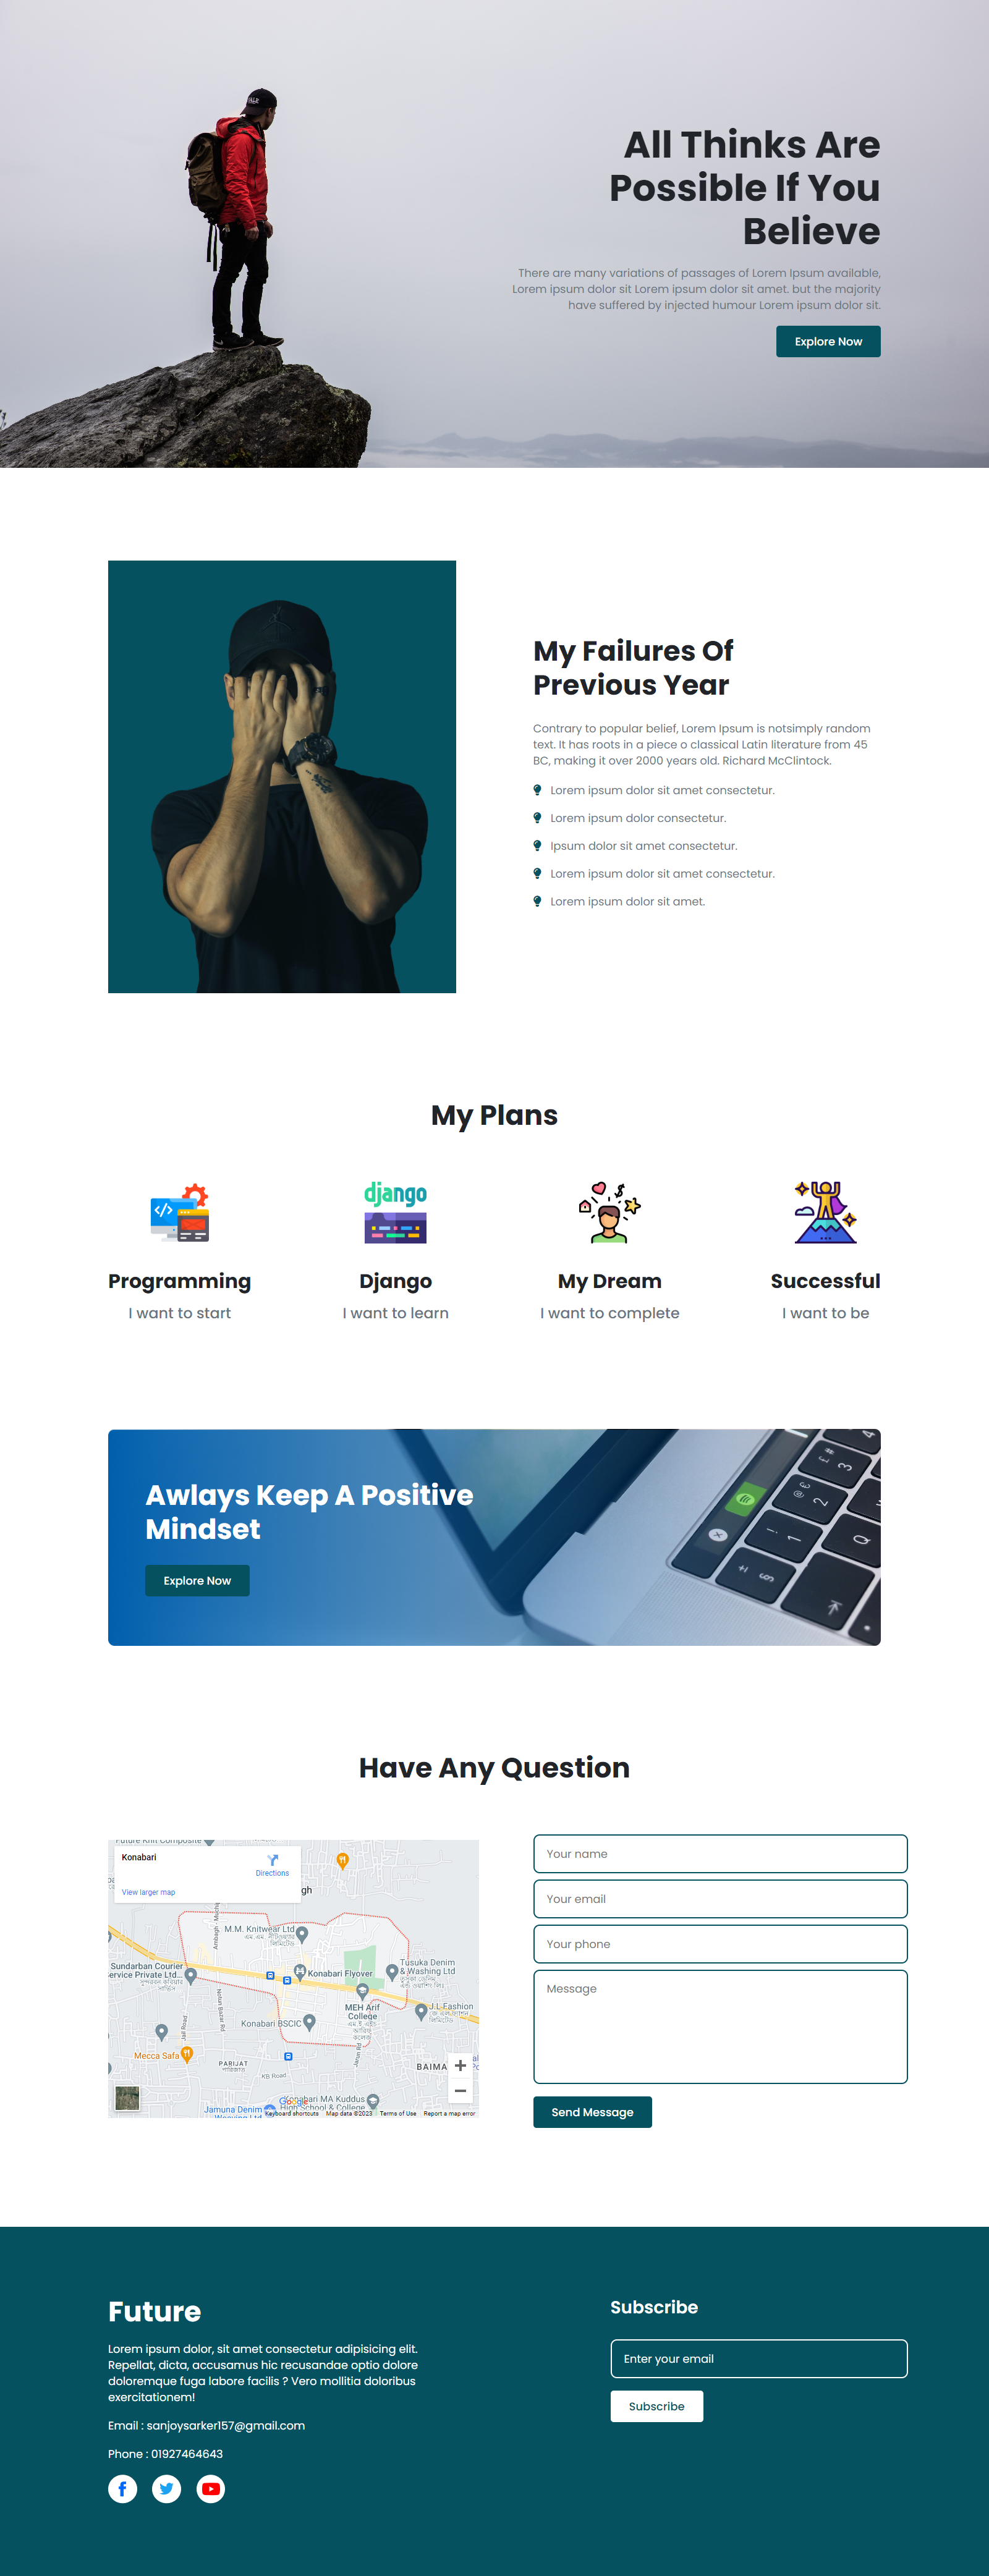 All Thinks Are
Possible If You
Believe
There are many variations of passages of Lorem Ipsum available,
Lorem ipsum dolor sit Lorem ipsum dolor sit amet. but the majority
have suffered by injected humour Lorem ipsum dolor sit.
Explore Now
My Failures Of
Previous Year
Contrary to popular belief, Lorem Ipsum is notsimply random
text. It has roots in a piece o classical Latin literature from 45
BC, making it over 2000 years old. Richard McClintock.
Lorem ipsum dolor sit amet consectetur.
Lorem ipsum dolor consectetur.
Ipsum dolor sit amet consectetur.
Lorem ipsum dolor sit amet consectetur.
Lorem ipsum dolor sit amet.
My Plans
django
Programming
I want to start
Django
I want to learn
My Dream
I want to complete
Successful
I want to be
Awlays Keep A Positive
Mindset
Explore Now
Have Any Question
Future Knit Composite
Konabari
Directions
View larger map
M.M. Knitwear Ltd
Sundarban Courier
Service Private Ltd...
Konabari Flyover
Tusuka Denim
& Washing Ltd
MEH Arif
College
J.L Fashion
Konabari BSCIC
Jail Road
Mecca Safa
PARIJAT
KB Road
BAIMA
Konabari MA Kuddus
High School & College
Jamuna Denim
Google
Keyboard shortcuts
Map data ©2023
Terms of Use
Report a map error
Your name
Your email
Your phone
Message
Send Message
Future
Lorem ipsum dolor, sit amet consectetur adipisicing elit.
Repellat, dicta, accusamus hic recusandae optio dolore
doloremque fuga labore facilis ? Vero mollitia doloribus
exercitationem!
Email : sanjoysarker157@gmail.com
Phone : 01927464643
Subscribe
Enter your email
Subscribe